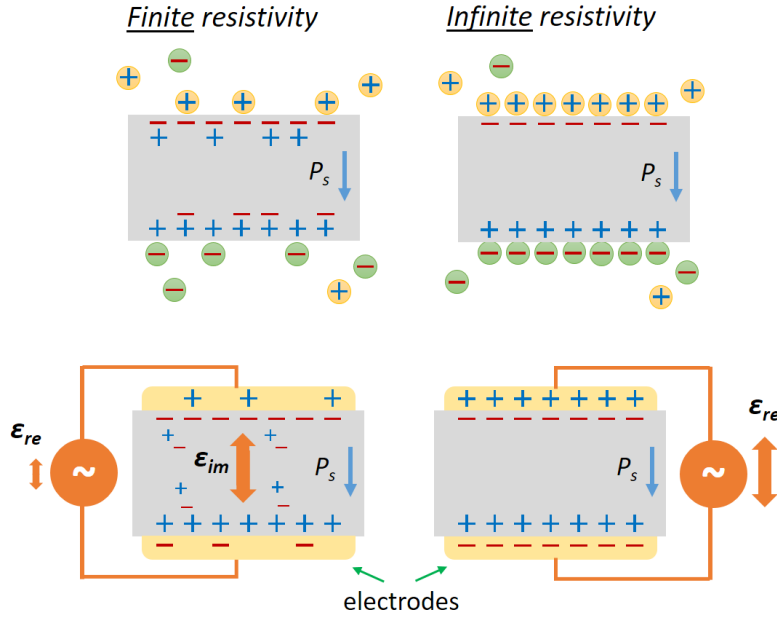 Finite resistivity
Infinite resistivity
Ps
Ps
εre
εim
Ps
~
Ps
~
εre
electrodes